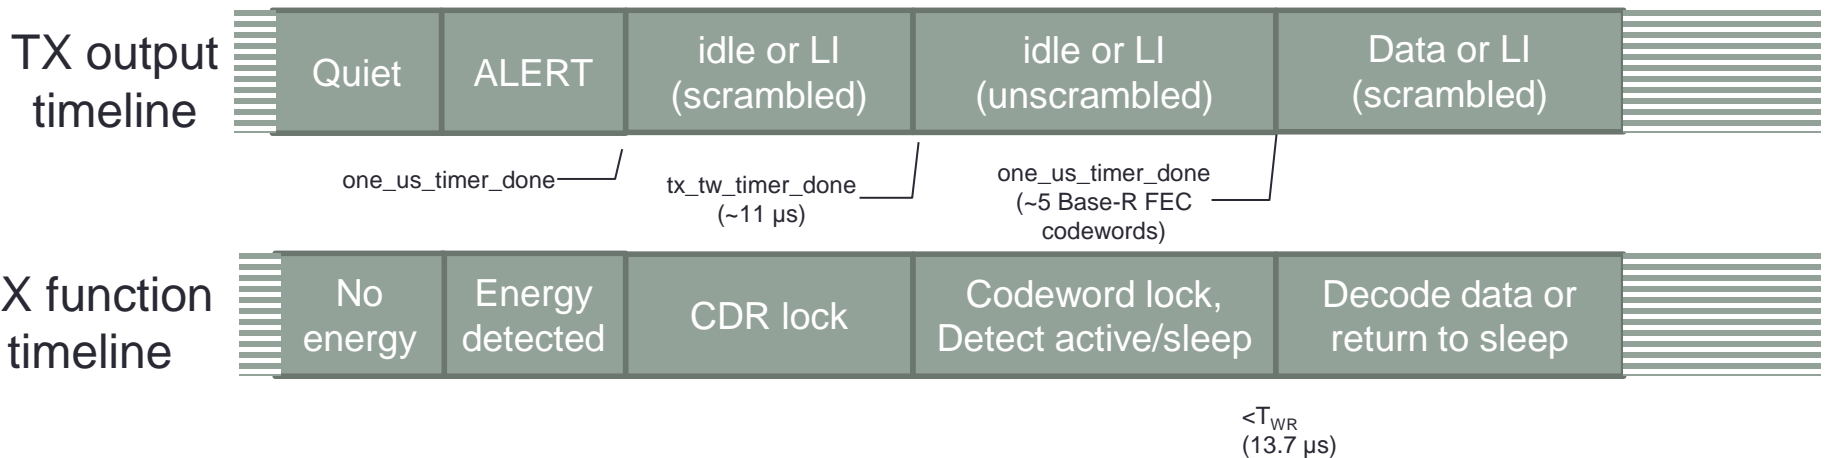 TX output
timeline
Quiet
ALERT
idle or LI
(scrambled)
idle or LI
(unscrambled)
Data or LI
(scrambled)
one_us_timer_done
tx_tw_timer_done
(~11 µs)
one_us_timer_done
(~5 Base-R FEC
codewords)
X function
timeline
No
energy
Energy
detected
CDR lock
Codeword lock,
Detect active/sleep
Decode data or
return to sleep
<TWR
(13.7 µs)